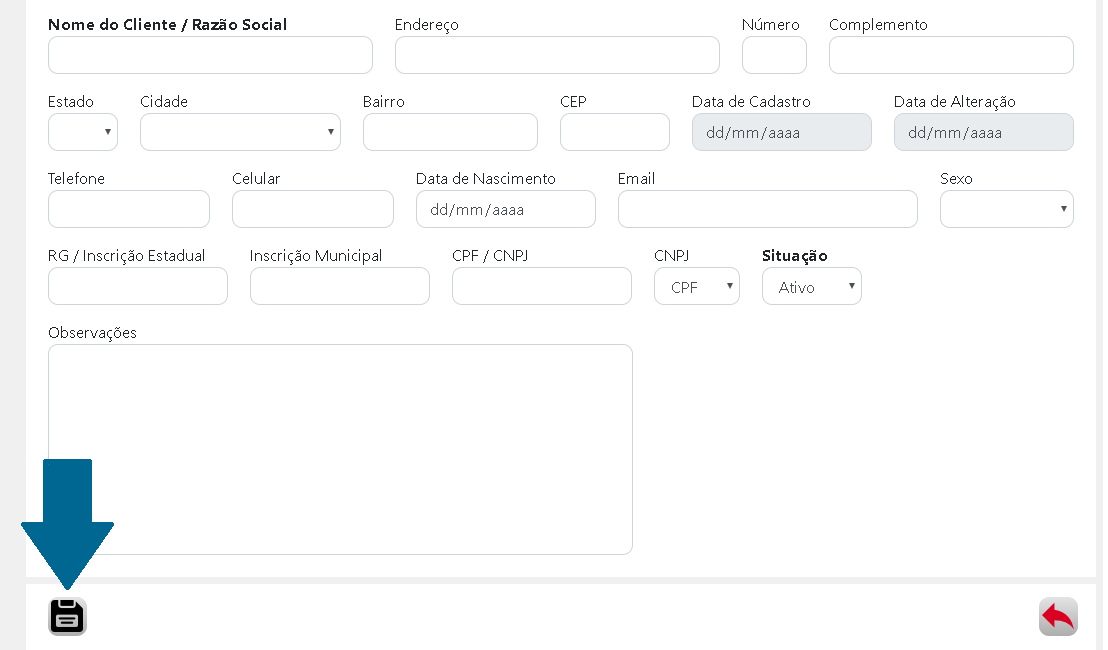 Nome do Cliente / Razão Social Endereço Número Complemento
Estado Cidade Bairro CEP Data de Cadastro Data de Alteração
dd/mm/aaaa dd/mm/aaaa
Telefone Celular Data de Nascimento Email Sexo
dd/mm/aaaa
RG / Inscrição Estadual Inscrição Municipal CPF / CNPJ CNPJ Situação
CPF Ativo
Observações